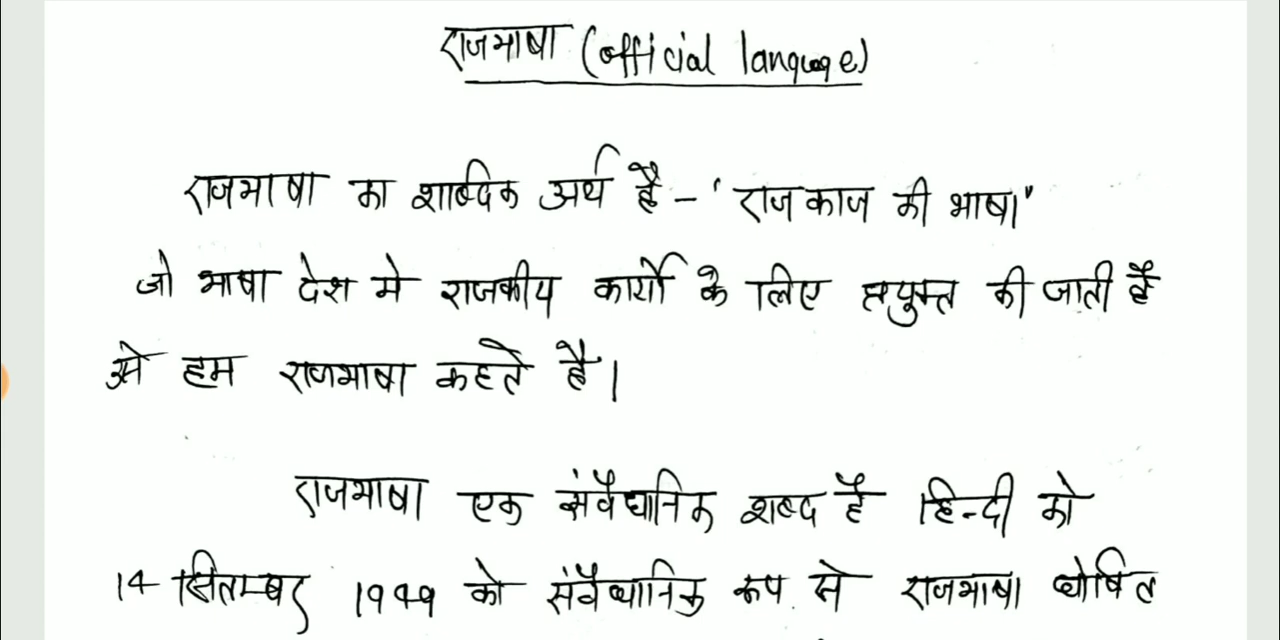 राजभाषा (official language)
राजभाषा का शाब्दिक अर्थ है - 'राजकाज की भाषा'
जो भाषा देश मे राजकीय कार्यो के लिए प्रयुक्त की जाती है
उसे हम राजभाषा कहते है।
राजभाषा एक संवैधानिक शब्द है हिन्दी को
14 सितम्बर 1949 को संवैधानिक रूप से राजभाषा घोषित